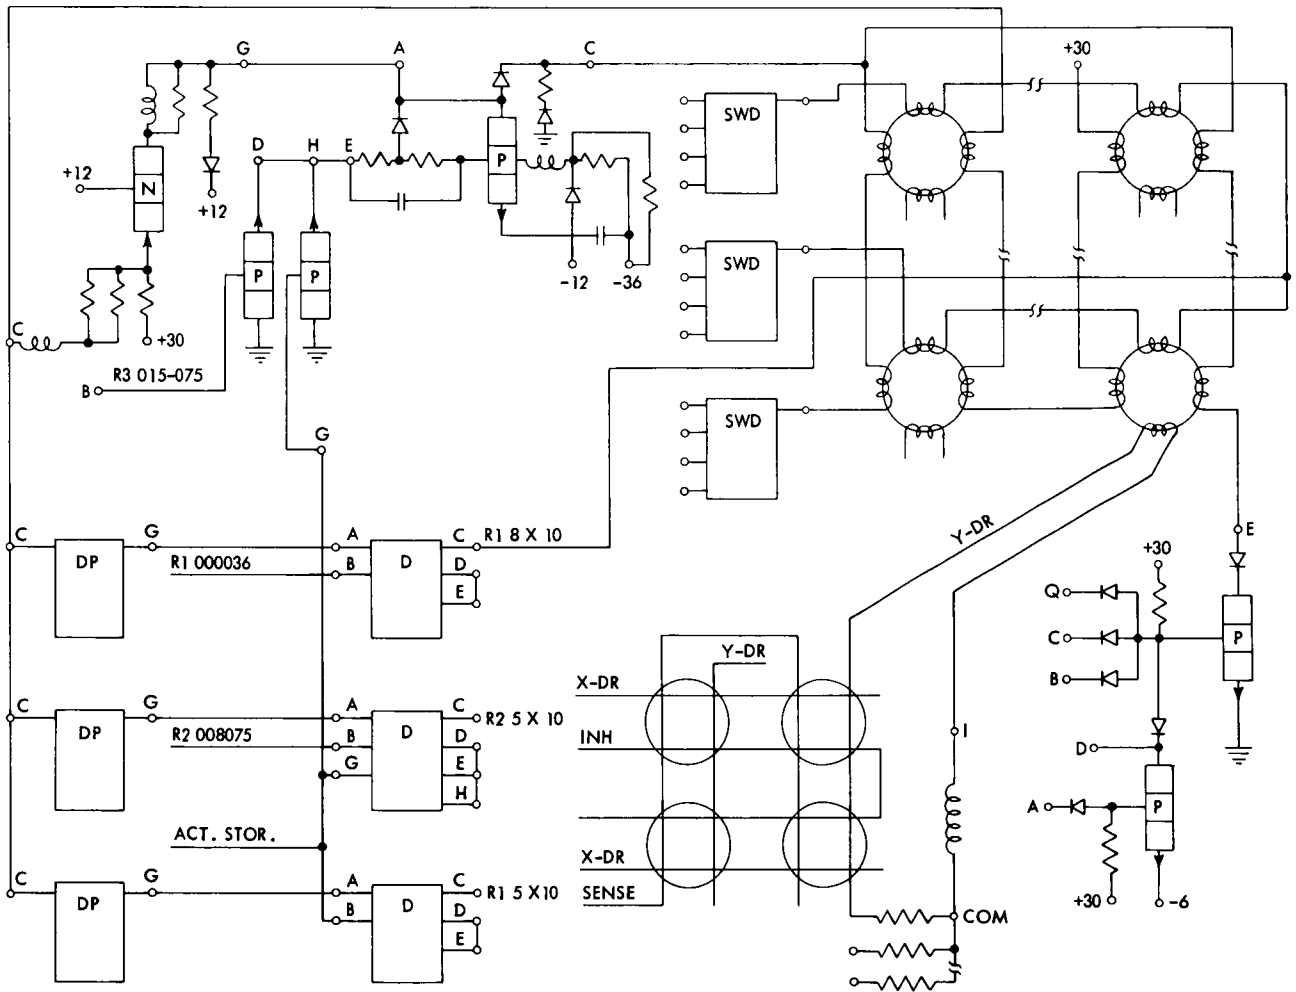 G
A
C
+30
SWD
+12
N
+12
D
H
E
P
P
P
-12
-36
SWD
C
+30
R3 015-075
B
SWD
G
C
DP
G
R1 000036
A
B
D
C
D
E
R1 8 X 10
Y-DR
E
+30
Q
C
B
P
Y-DR
X-DR
INH
I
D
C
DP
G
R2 008075
A
B
G
D
C
D
E
H
R2 5 X 10
A
P
ACT. STOR.
X-DR
SENSE
C
DP
G
A
B
D
C
D
E
R1 5 X 10
+30
-6
COM